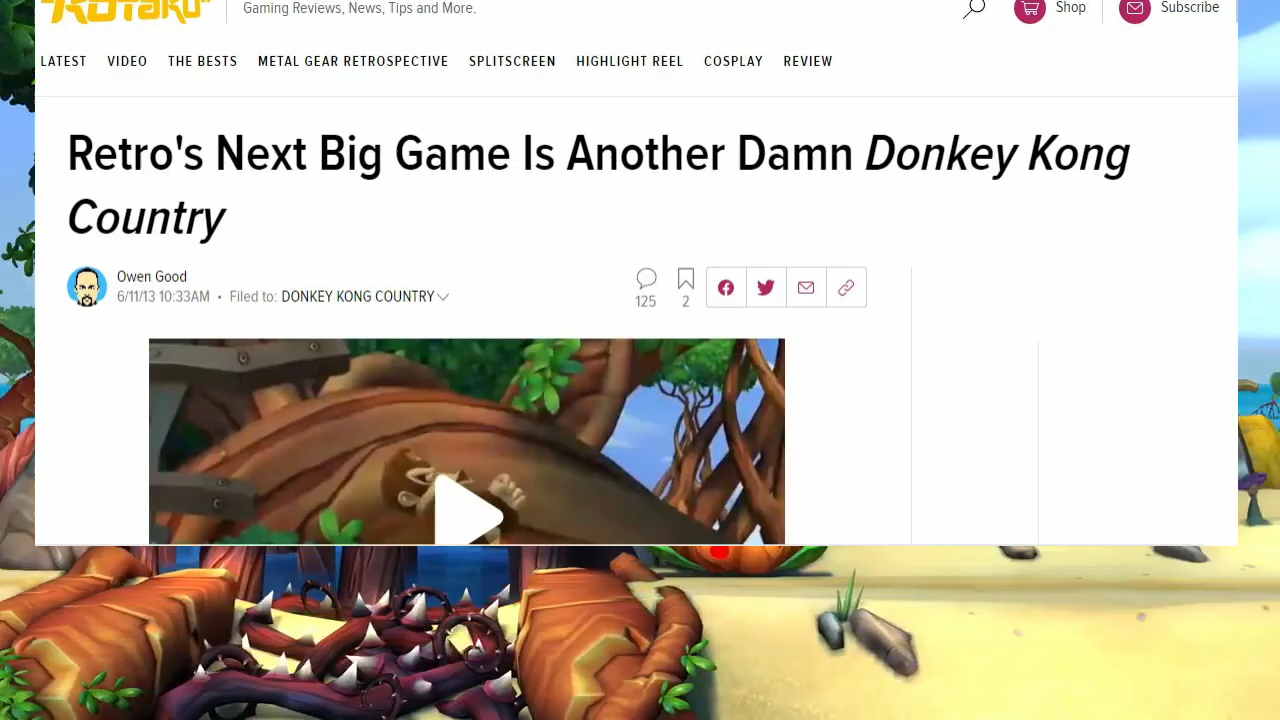 KOTAKU
Gaming Reviews, News, Tips and More.
Shop
Subscribe
LATEST VIDEO THE BESTS METAL GEAR RETROSPECTIVE SPLITSCREEN HIGHLIGHT REEL COSPLAY REVIEW
Retro's Next Big Game Is Another Damn Donkey Kong
Country
Owen Good
6/11/13 10:33AM • Filed to: DONKEY KONG COUNTRY
125
2